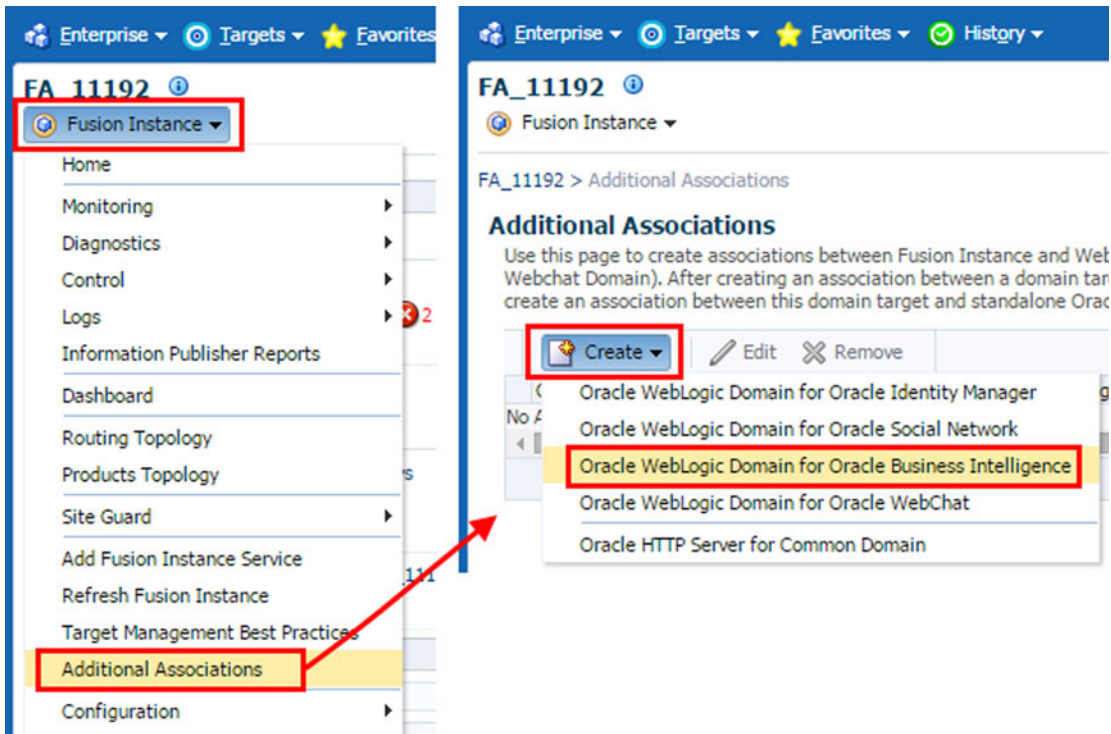 Enterprise Targets Favorites
FA_11192
Fusion Instance
Home
Monitoring
Diagnostics
Control
Logs
2
Information Publisher Reports
Dashboard
Routing Topology
Products Topology
Site Guard
Add Fusion Instance Service
Refresh Fusion Instance
Target Management Best Practices
Additional Associations
Configuration
Enterprise Targets Favorites History
FA_11192
Fusion Instance
FA_11192 > Additional Associations
Additional Associations
Use this page to create associations between Fusion Instance and Web
Webchat Domain). After creating an association between a domain tar
create an association between this domain target and standalone Orac
Create Edit Remove
Oracle WebLogic Domain for Oracle Identity Manager
No A
Oracle WebLogic Domain for Oracle Social Network
Oracle WebLogic Domain for Oracle Business Intelligence
Oracle WebLogic Domain for Oracle WebChat
Oracle HTTP Server for Common Domain